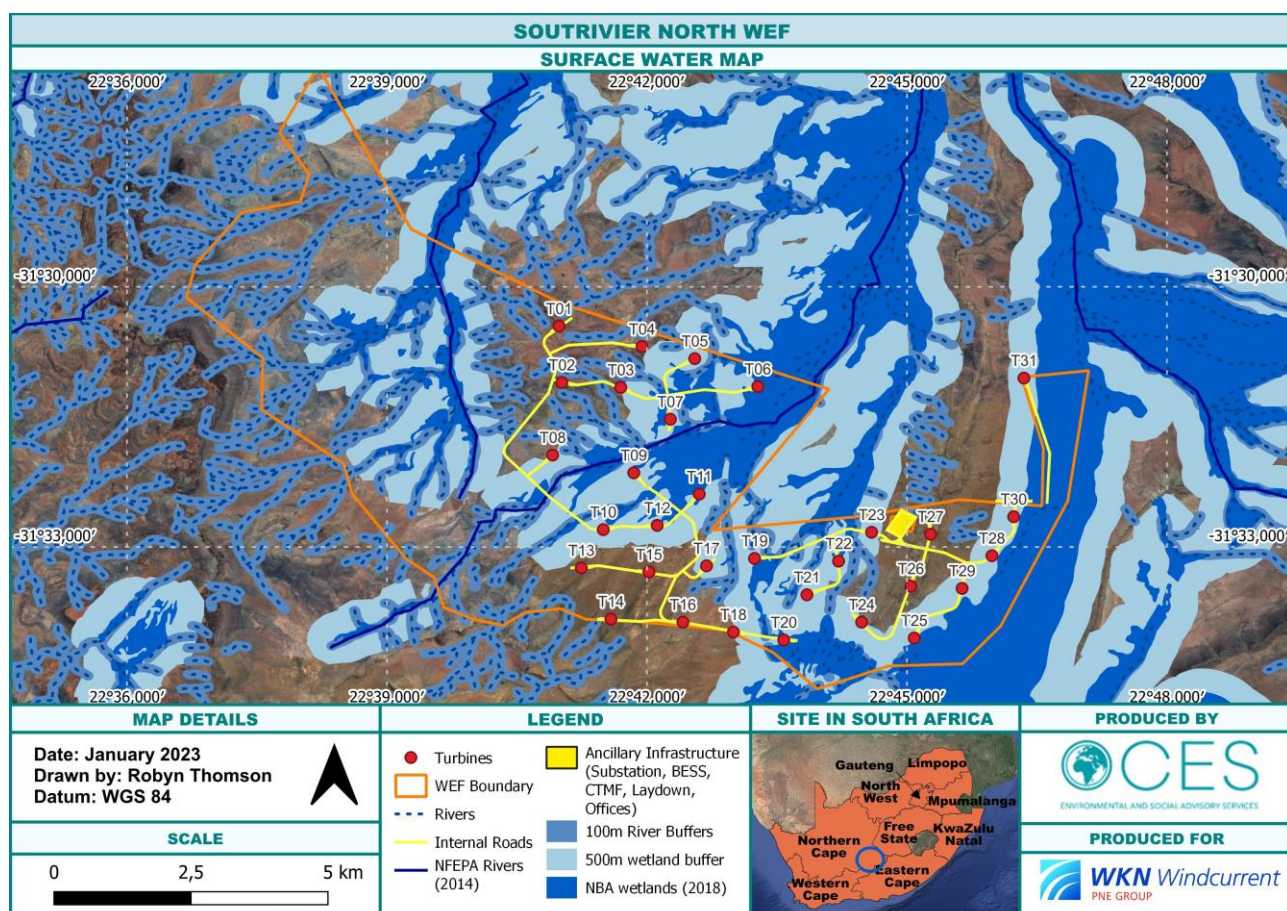 SOUTRIVIER NORTH WEF
SURFACE WATER MAP
22°36,000′ 22°39,000′ 22°42,000′ 22°45,000′ 22°48,000′
-31°30,000′ -31°30,000′
T01
T04
T05
T02
T03
T06
T31
T07
T08
T09
T11
T10
T12
T23
T27
T30
T13
T15
T17
T19
T22
T28
T21
T26
T29
T14
T16
T18
T20
T24
T25
-31°33,000′ -31°33,000′
22°36,000′ 22°39,000′ 22°42,000′ 22°45,000′ 22°48,000′
MAP DETAILS
Date: January 2023
Drawn by: Robyn Thomson
Datum: WGS 84
SCALE
0 2,5 5 km
LEGEND
Turbines
WEF Boundary
Rivers
Internal Roads
NFEPA Rivers
(2014)
Ancillary Infrastructure
(Substation, BESS,
CTMF, Laydown,
Offices)
100m River Buffers
500m wetland buffer
NBA wetlands (2018)
SITE IN SOUTH AFRICA
Gauteng
Limpopo
North
West
Mpumalanga
Free
State
KwaZulu
Natal
Northern
Cape
Eastern
Cape
Western
Cape
PRODUCED BY
CES
ENVIRONMENTAL AND SOCIAL ADVISORY SERVICES
PRODUCED FOR
WKN Windcurrent
PNE GROUP